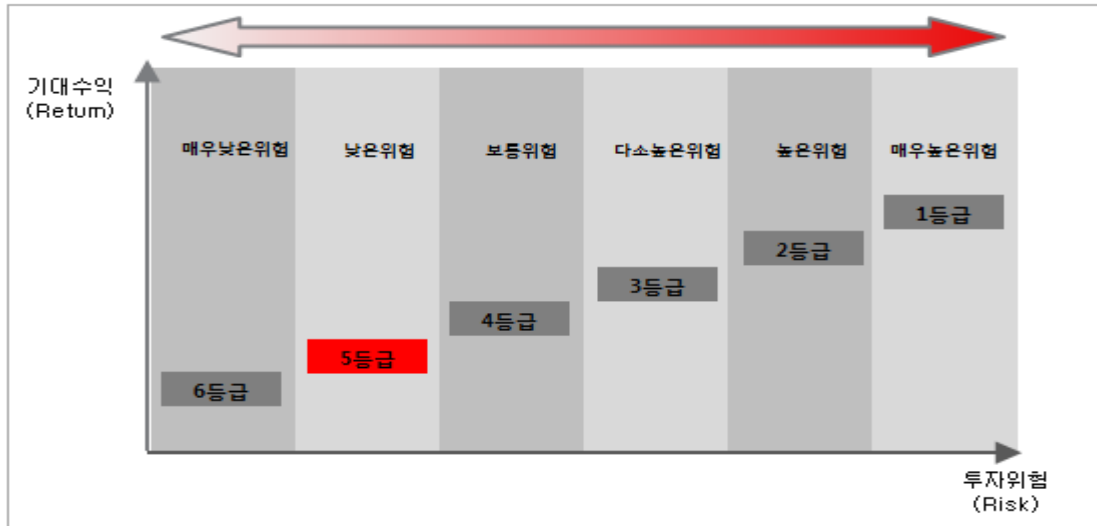 기대수익
(Return)
매우낮은위험 낮은위험 보통위험 다소높은위험 높은위험 매우높은위험
1등급
2등급
3등급
4등급
5등급
6등급
투자위험
(Risk)